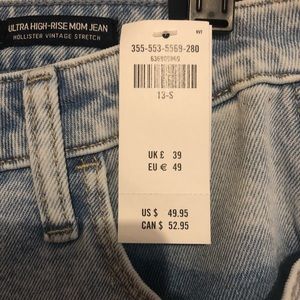 ULTRA HIGH-RISE MOM JEAN
HOLLISTER VINTAGE STRETCH
355-553-5569-280
13-S
UK £ 39
EU € 49
US $ 49.95
CAN $ 52.95